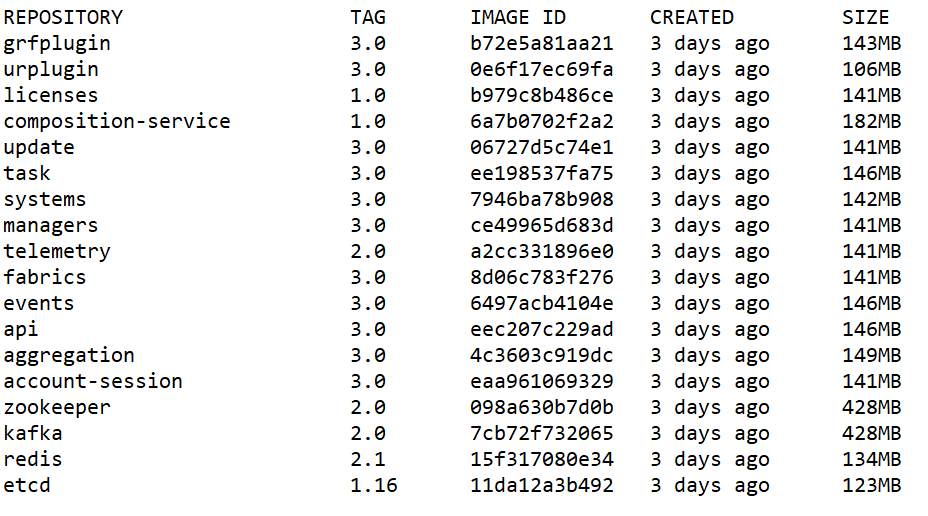 REPOSITORY TAG IMAGE ID CREATED SIZE
grfplugin 3.0 b72e5a81aa21 3 days ago 143MB
urplugin 3.0 0e6f17ec69fa 3 days ago 106MB
licenses 1.0 b979c8b486ce 3 days ago 141MB
composition-service 1.0 6a7b0702f2a2 3 days ago 182MB
update 3.0 06727d5c74e1 3 days ago 141MB
task 3.0 ee198537fa75 3 days ago 146MB
systems 3.0 7946ba78b908 3 days ago 142MB
managers 3.0 ce49965d683d 3 days ago 141MB
telemetry 2.0 a2cc331896e0 3 days ago 141MB
fabrics 3.0 8d06c783f276 3 days ago 141MB
events 3.0 6497acb4104e 3 days ago 146MB
api 3.0 eec207c229ad 3 days ago 146MB
aggregation 3.0 4c3603c919dc 3 days ago 149MB
account-session 3.0 eaa961069329 3 days ago 141MB
zookeeper 2.0 098a630b7d0b 3 days ago 428MB
kafka 2.0 7cb72f732065 3 days ago 428MB
redis 2.1 15f317080e34 3 days ago 134MB
etcd 1.16 11da12a3b492 3 days ago 123MB